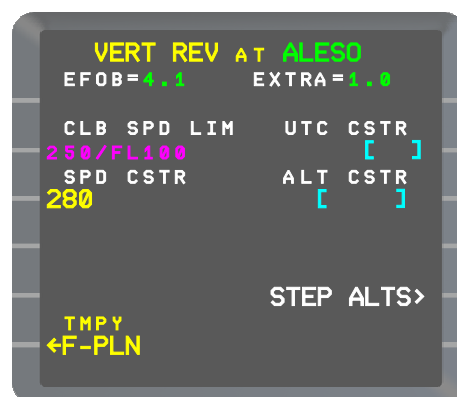 VERT REV AT ALESO
EFOB=4.1 EXTRA=1.0
CLB SPD LIM UTC CSTR
250/FL100 [ ]
SPD CSTR ALT CSTR
280 [ ]
STEP ALTS>
TMPY
←F-PLN